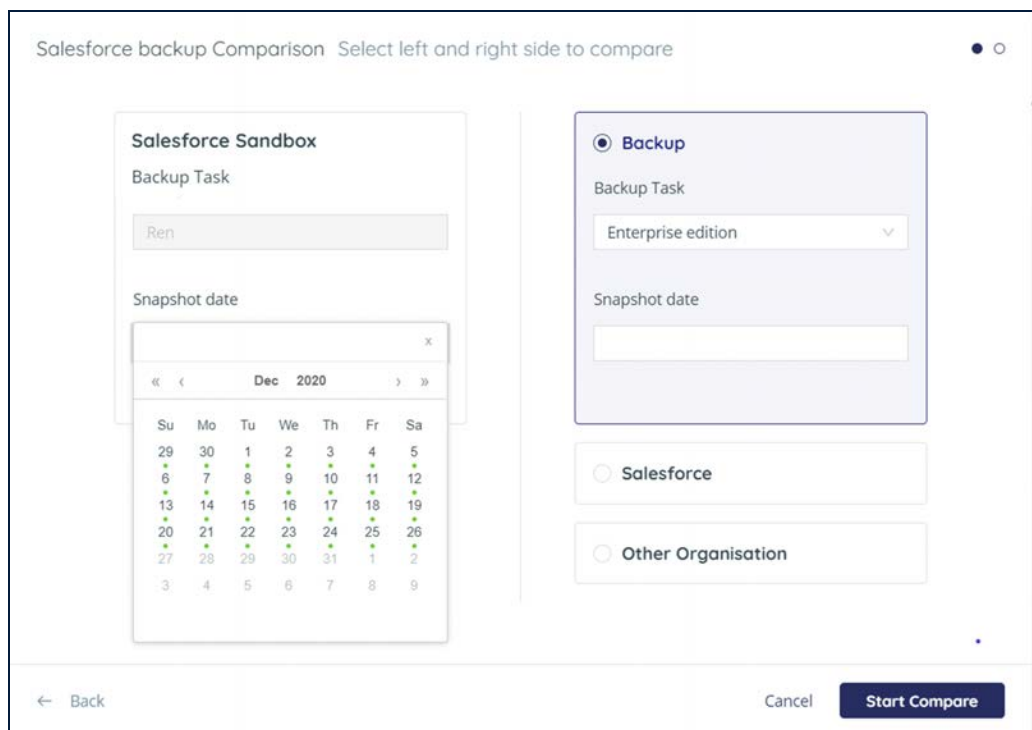 Salesforce backup Comparison Select left and right side to compare
Salesforce Sandbox
Backup Task
Ren
Snapshot date
x
« ‹ Dec 2020 › »
Su Mo Tu We Th Fr Sa
29 30 1 2 3 4 5
6 7 8 9 10 11 12
13 14 15 16 17 18 19
20 21 22 23 24 25 26
27 28 29 30 31 1 2
3 4 5 6 7 8 9
Backup
Backup Task
Enterprise edition
Snapshot date
Salesforce
Other Organisation
← Back
Cancel
Start Compare